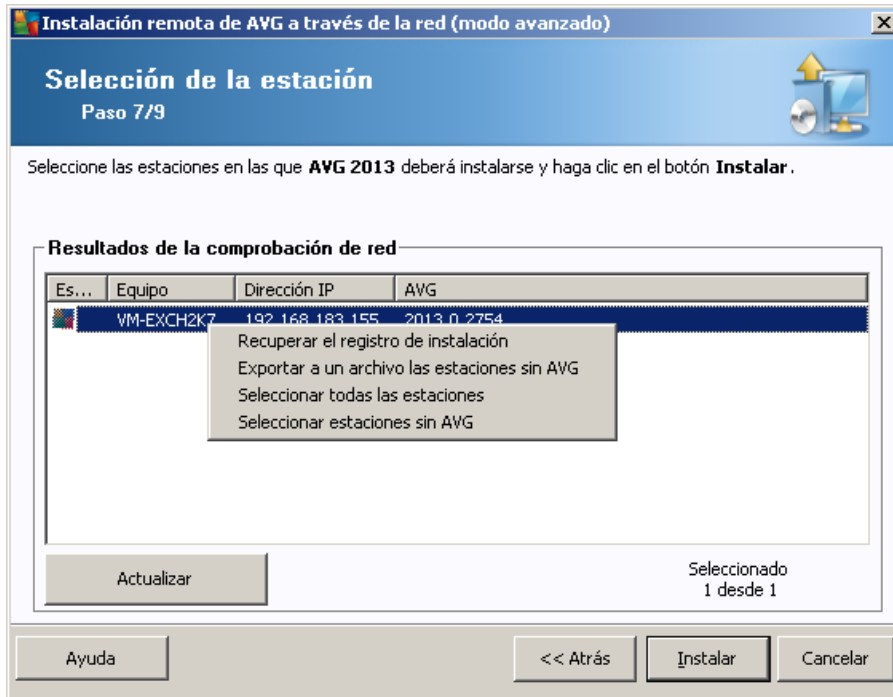 Instalación remota de AVG a través de la red (modo avanzado)
Selección de la estación
Paso 7/9
Seleccione las estaciones en las que AVG 2013 deberá instalarse y haga clic en el botón Instalar.
Resultados de la comprobación de red
Es... Equipo Dirección IP AVG
VM-EXCH2K7 192.168.183.155 2013.0.2754
Recuperar el registro de instalación
Exportar a un archivo las estaciones sin AVG
Seleccionar todas las estaciones
Seleccionar estaciones sin AVG
Actualizar
Seleccionado
1 desde 1
Ayuda << Atrás Instalar Cancelar